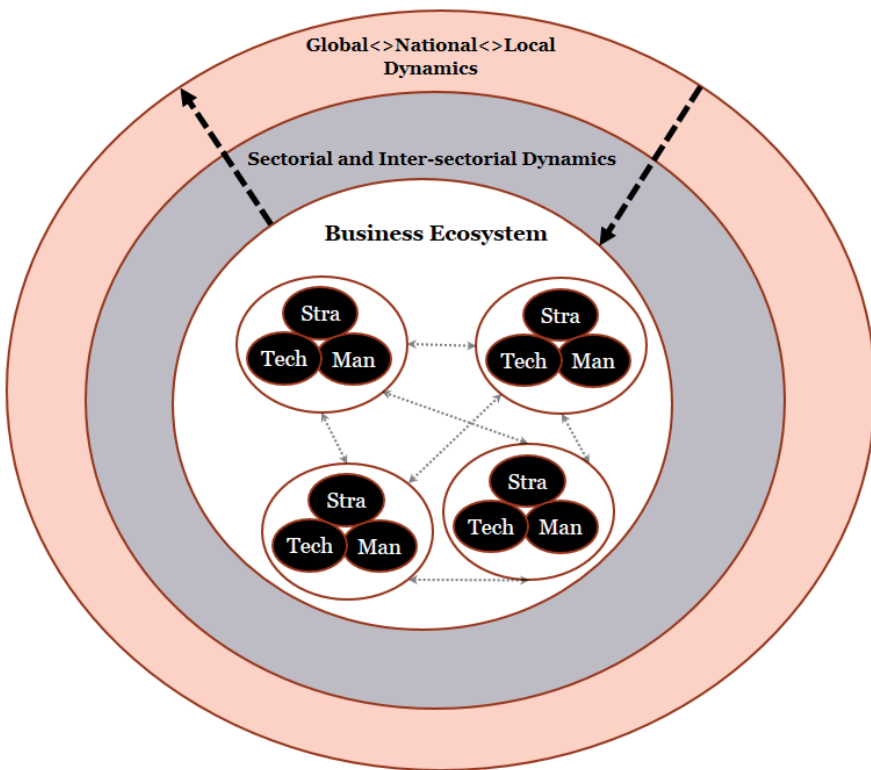 Global<>National<>Local
Dynamics
Sectorial and Inter-sectorial Dynamics
Business Ecosystem
Stra
Tech
Man
Stra
Tech
Man
Stra
Tech
Man
Stra
Tech
Man